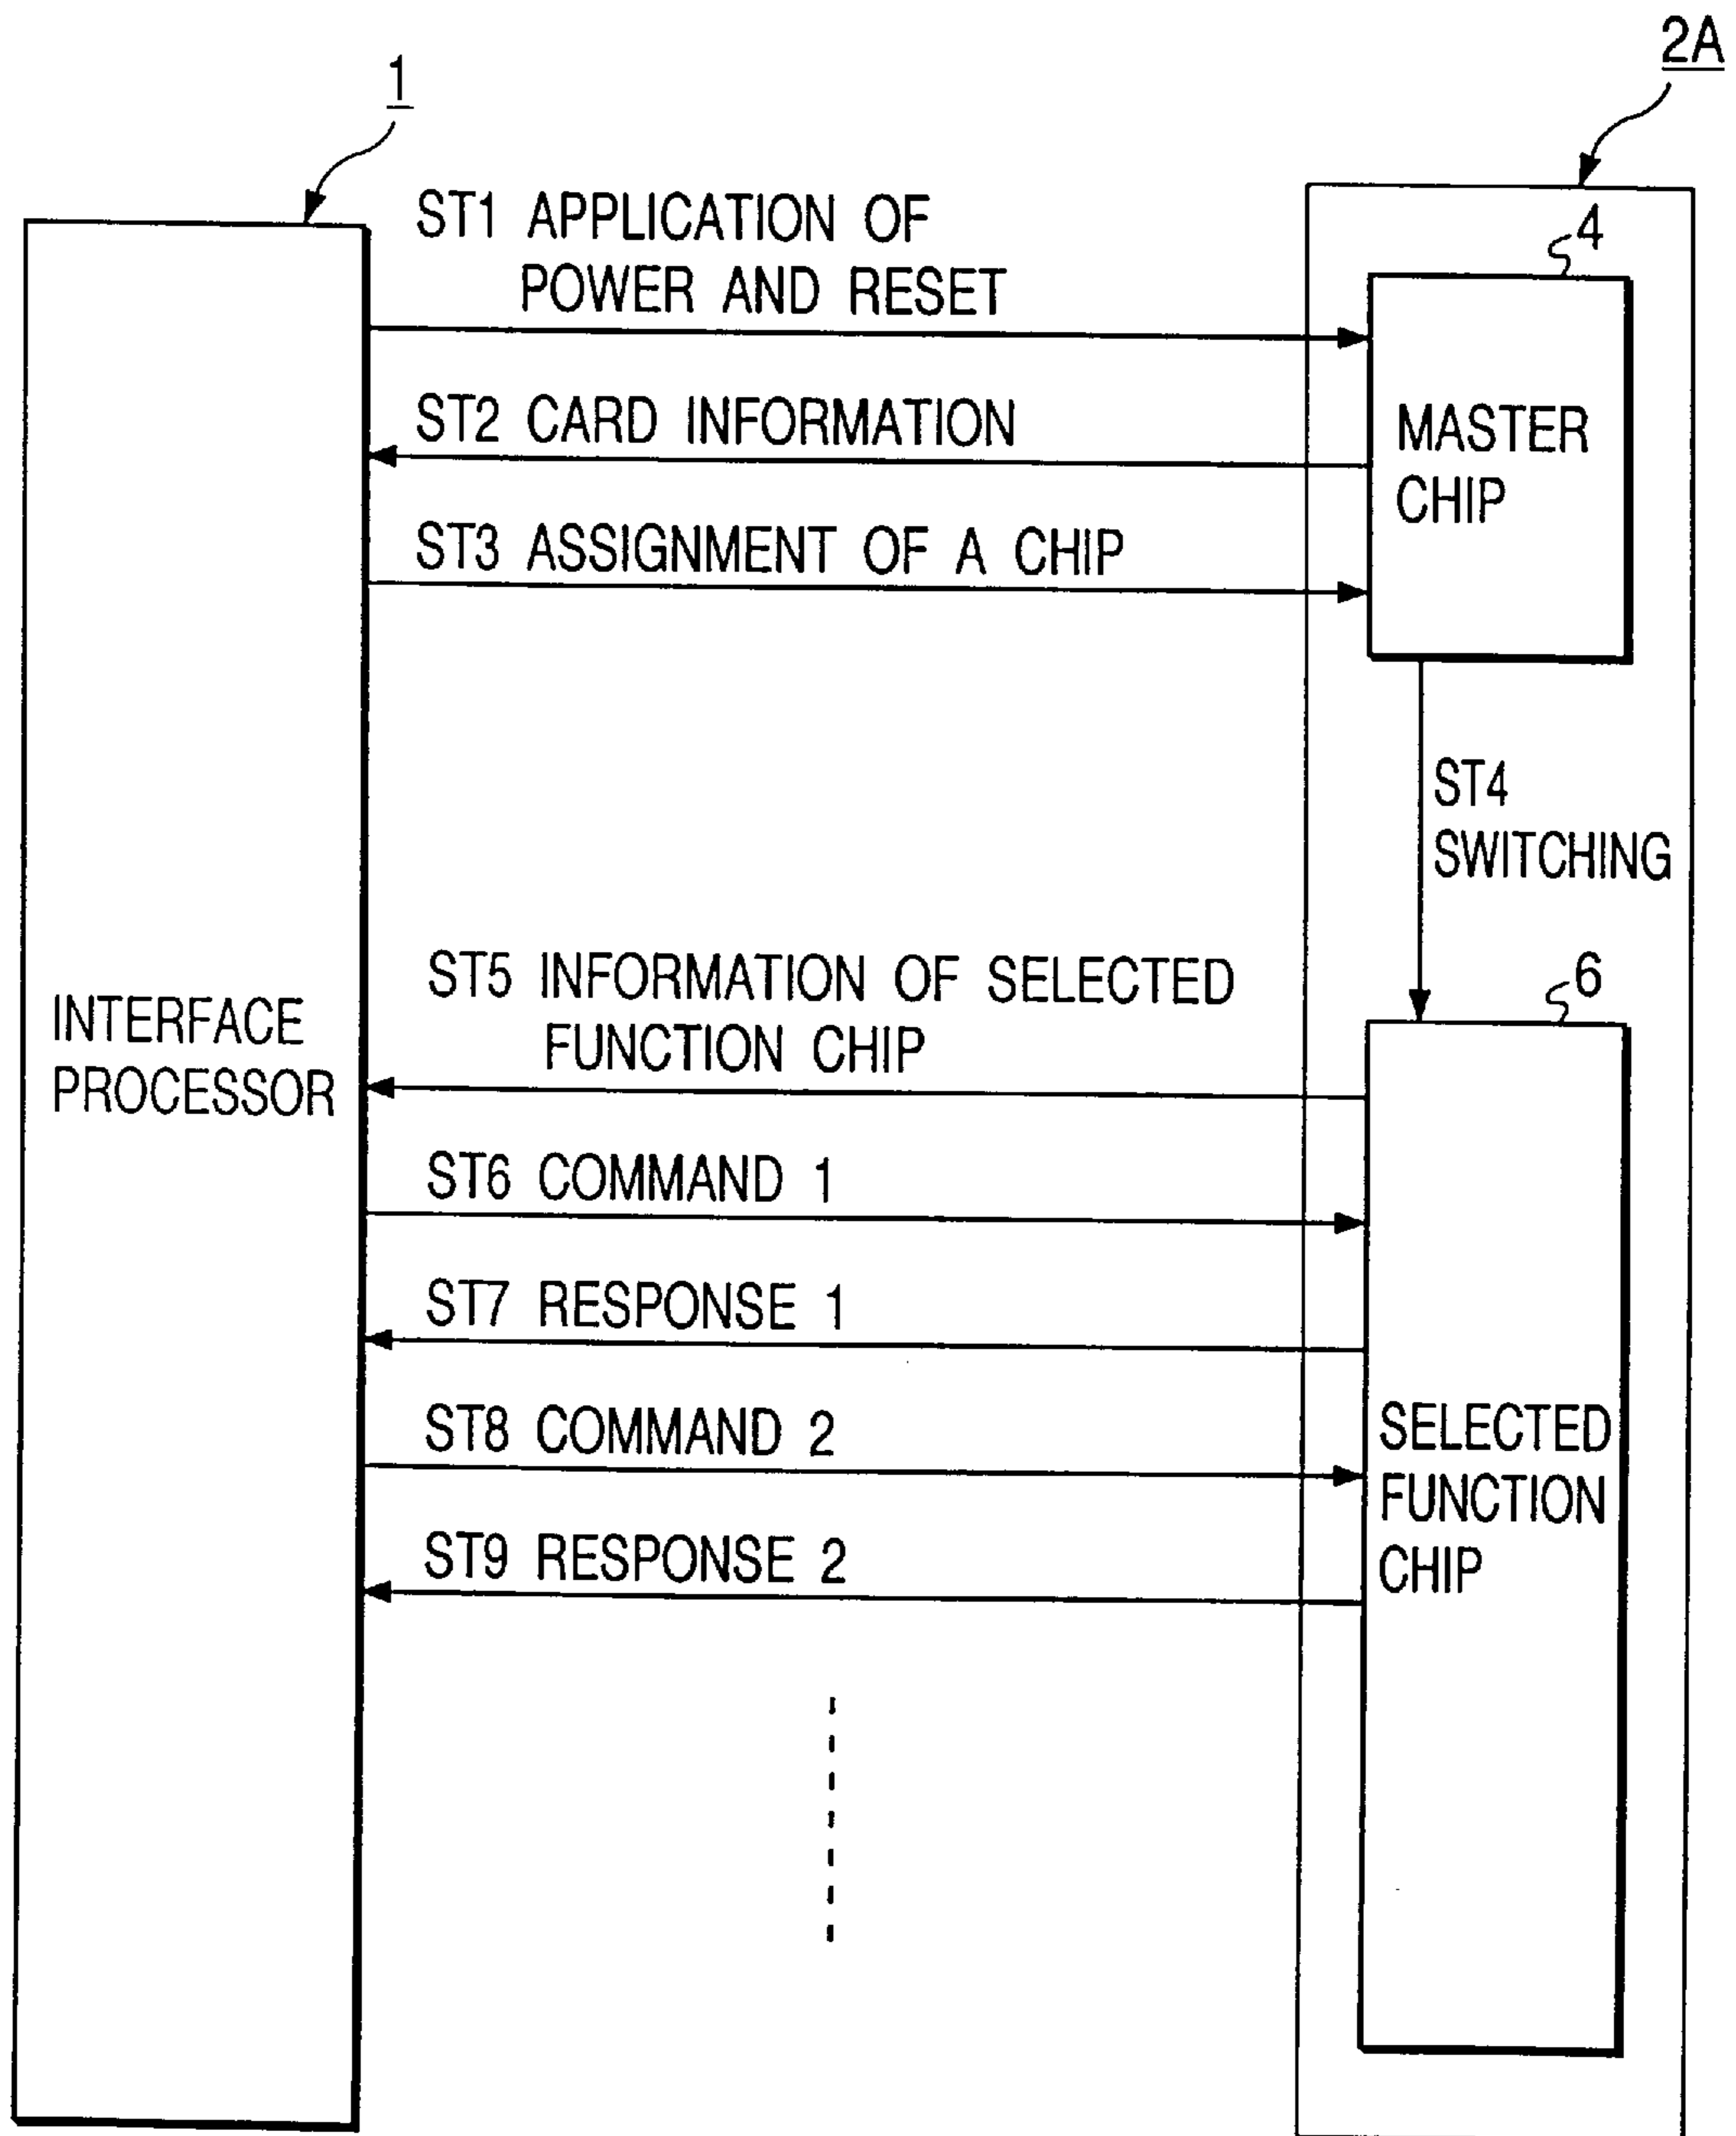 2A
1
ST1 APPLICATION OF
POWER AND RESET
4
ST2 CARD INFORMATION
MASTER
CHIP
ST3 ASSIGNMENT OF A CHIP
ST4
SWITCHING
ST5 INFORMATION OF SELECTED
FUNCTION CHIP
6
INTERFACE
PROCESSOR
ST6 COMMAND 1
ST7 RESPONSE 1
ST8 COMMAND 2
ST9 RESPONSE 2
SELECTED
FUNCTION
CHIP